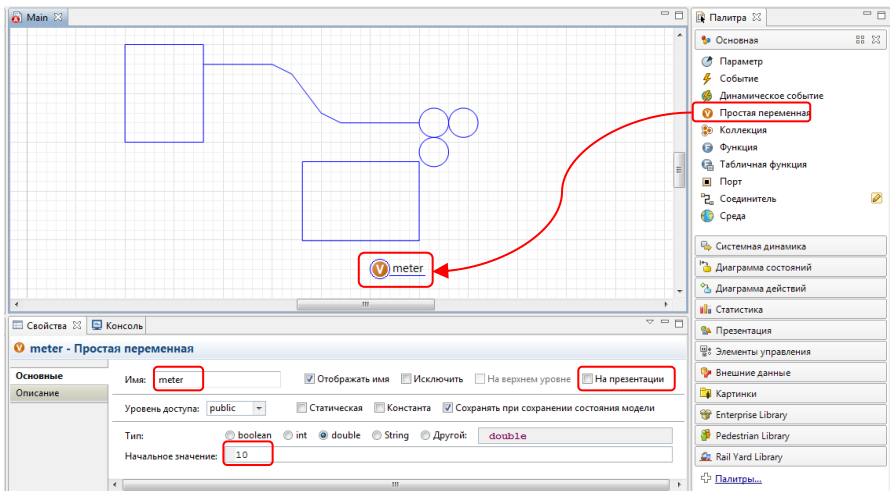 Main
meter
Палитра
Основная
Параметр
Событие
Динамическое событие
Простая переменная
Коллекция
Функция
Табличная функция
Порт
Соединитель
Среда
Системная динамика
Диаграмма состояний
Диаграмма действий
Статистика
Презентация
Элементы управления
Внешние данные
Картинки
Enterprise Library
Pedestrian Library
Rail Yard Library
Палитры...
Свойства Консоль
meter - Простая переменная
Основные
Описание
Имя: meter Отображать имя Исключить На верхнем уровне На презентации
Уровень доступа: public Статическая Константа Сохранять при сохранении состояния модели
Тип: boolean int double String Другой: double
Начальное значение: 10